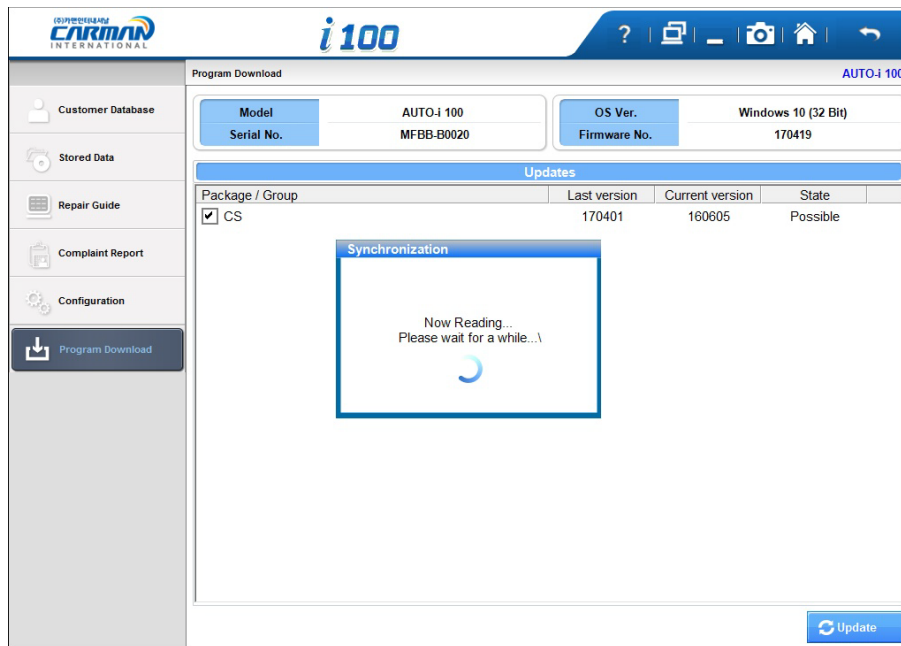 (주)카맨인터내셔날
CARMAN
INTERNATIONAL
i 100
?
Program Download
AUTO-i 100
Customer Database
Stored Data
Repair Guide
Complaint Report
Configuration
Program Download
Model AUTO-i 100
Serial No. MFBB-B0020
OS Ver. Windows 10 (32 Bit)
Firmware No. 170419
Updates
Package / Group Last version Current version State
CS 170401 160605 Possible
Synchronization
Now Reading...
Please wait for a while...\
Update